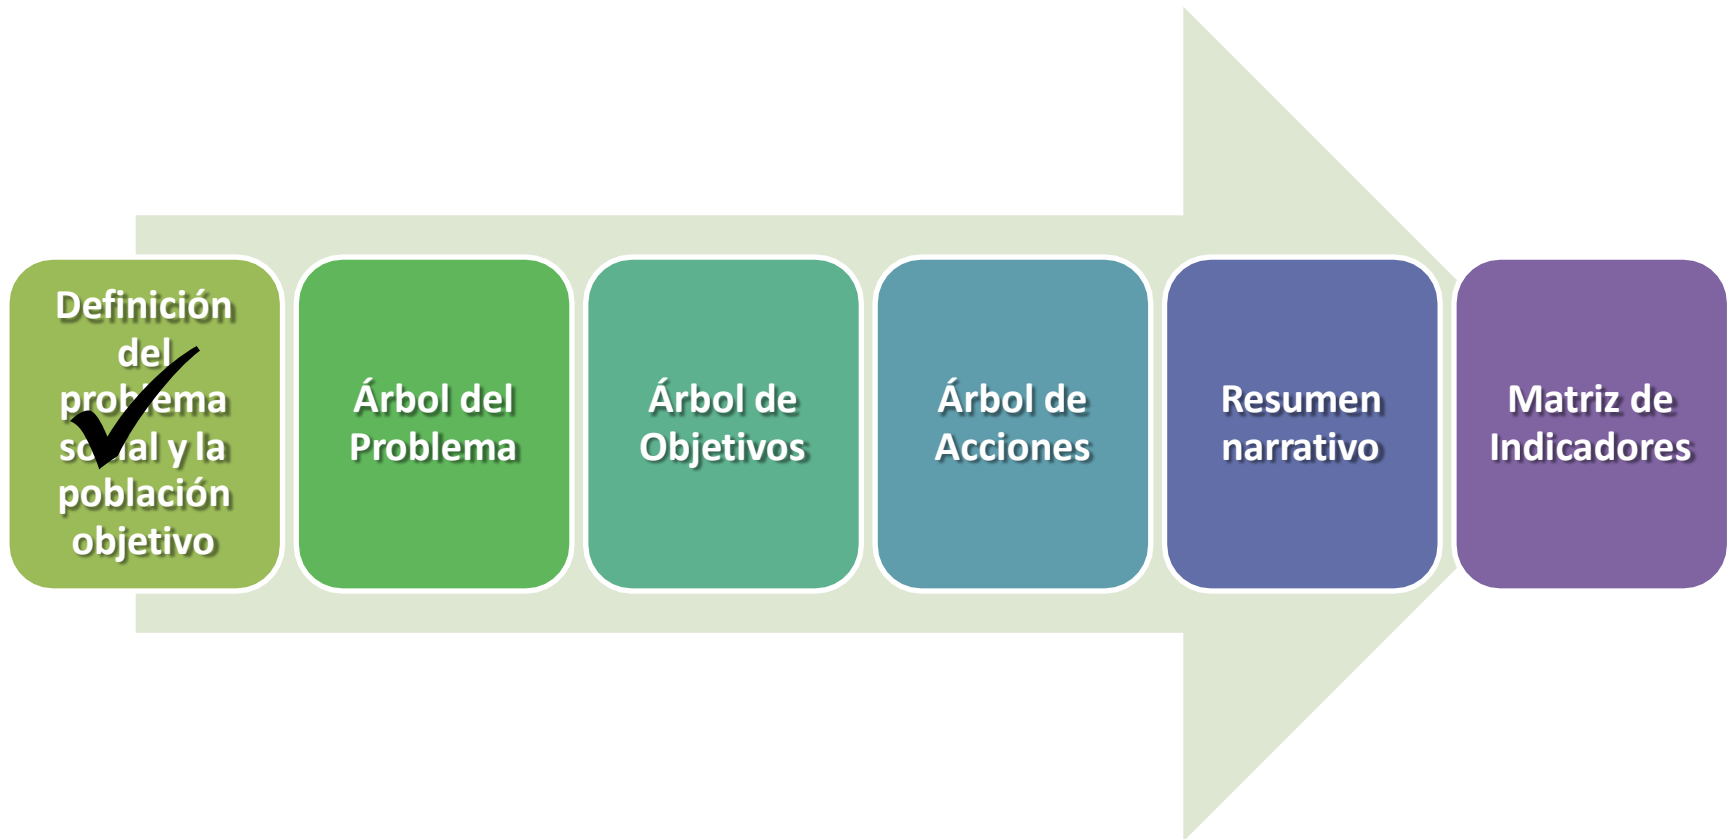 Definición
del
problema
social y la
población
objetivo
Árbol del
Problema
Árbol de
Objetivos
Árbol de
Acciones
Resumen
narrativo
Matriz de
Indicadores